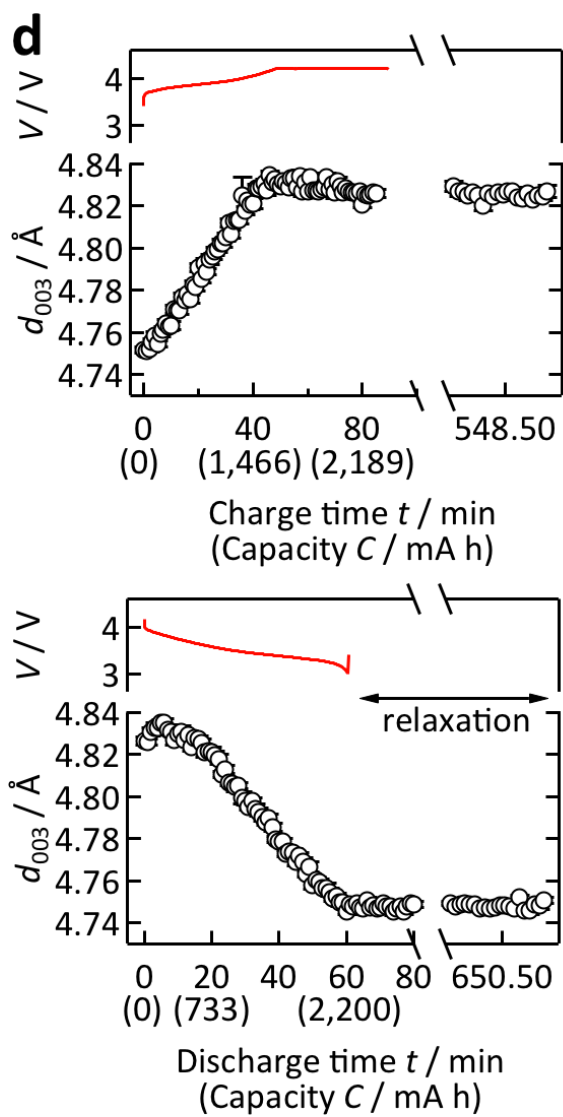 d
V / V
4
3
d003 / Å
4.84
4.82
4.80
4.78
4.76
4.74
0 40 80 548.50
(0) (1,466) (2,189)
Charge time t / min
(Capacity C / mA h)
V / V
4
3
relaxation
d003 / Å
4.84
4.82
4.80
4.78
4.76
4.74
0 20 40 60 80 650.50
(0) (733) (2,200)
Discharge time t / min
(Capacity C / mA h)